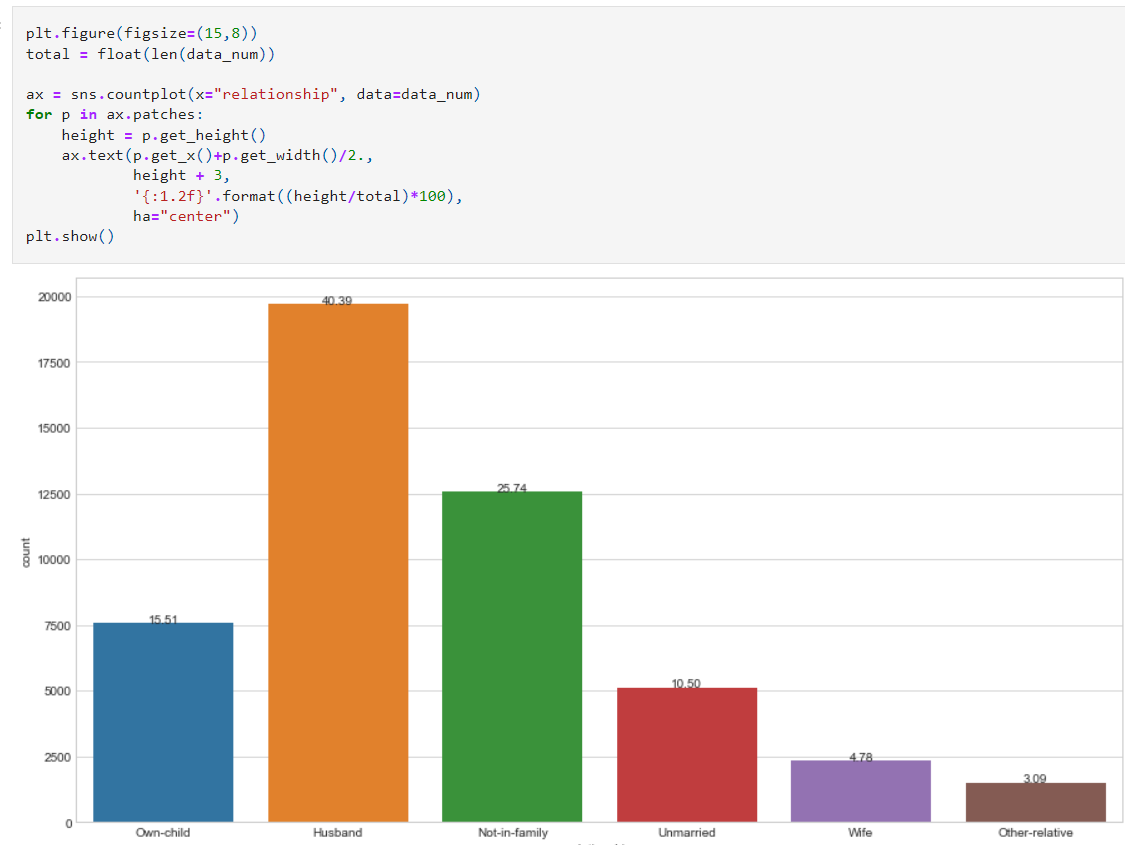 plt.figure(figsize=(15,8))
total = float(len(data_num))
ax = sns.countplot(x="relationship", data=data_num)
for p in ax.patches:
    height = p.get_height()
    ax.text(p.get_x()+p.get_width()/2.,
            height + 3,
            '{:1.2f}'.format((height/total)*100),
            ha="center")
plt.show()
20000
40.39
17500
15000
12500
25.74
count
10000
7500
15.51
5000
10.50
2500
4.78
3.09
0
Own-child Husband Not-in-family Unmarried Wife Other-relative